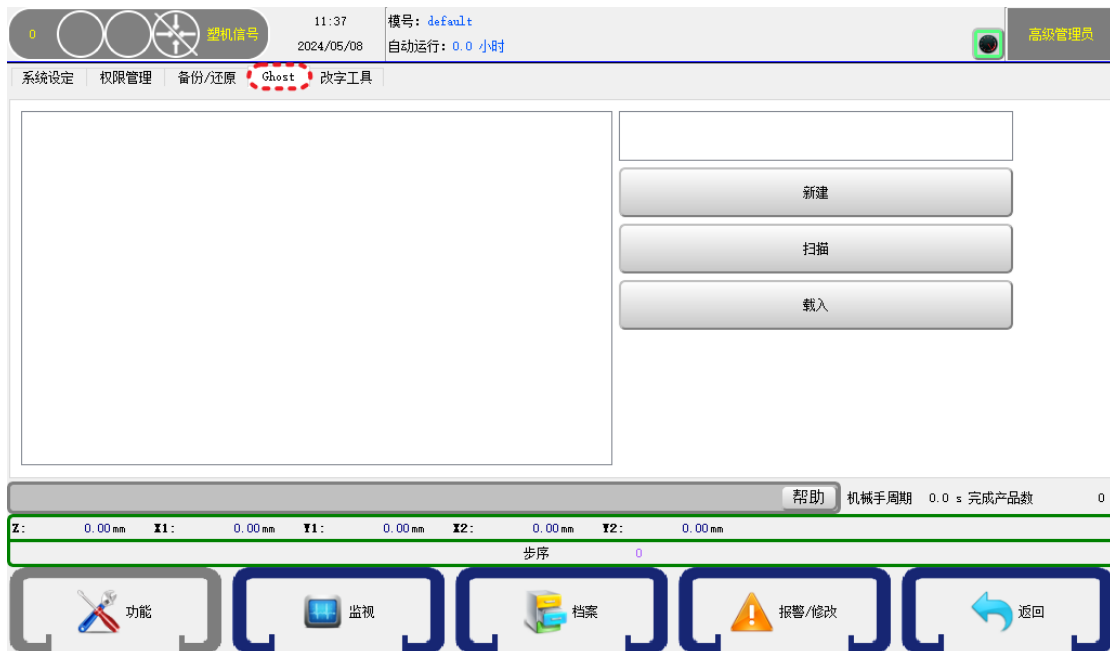 0 塑机信号 11:37 模号：default 高级管理员
2024/05/08 自动运行：0.0 小时
系统设定 权限管理 备份/还原 Ghost 改字工具
新建
扫描
载入
帮助 机械手周期 0.0 s 完成产品数 0
Z: 0.00mm X1: 0.00mm Y1: 0.00mm X2: 0.00mm Y2: 0.00mm
步序 0
功能 监视 档案 报警/修改 返回